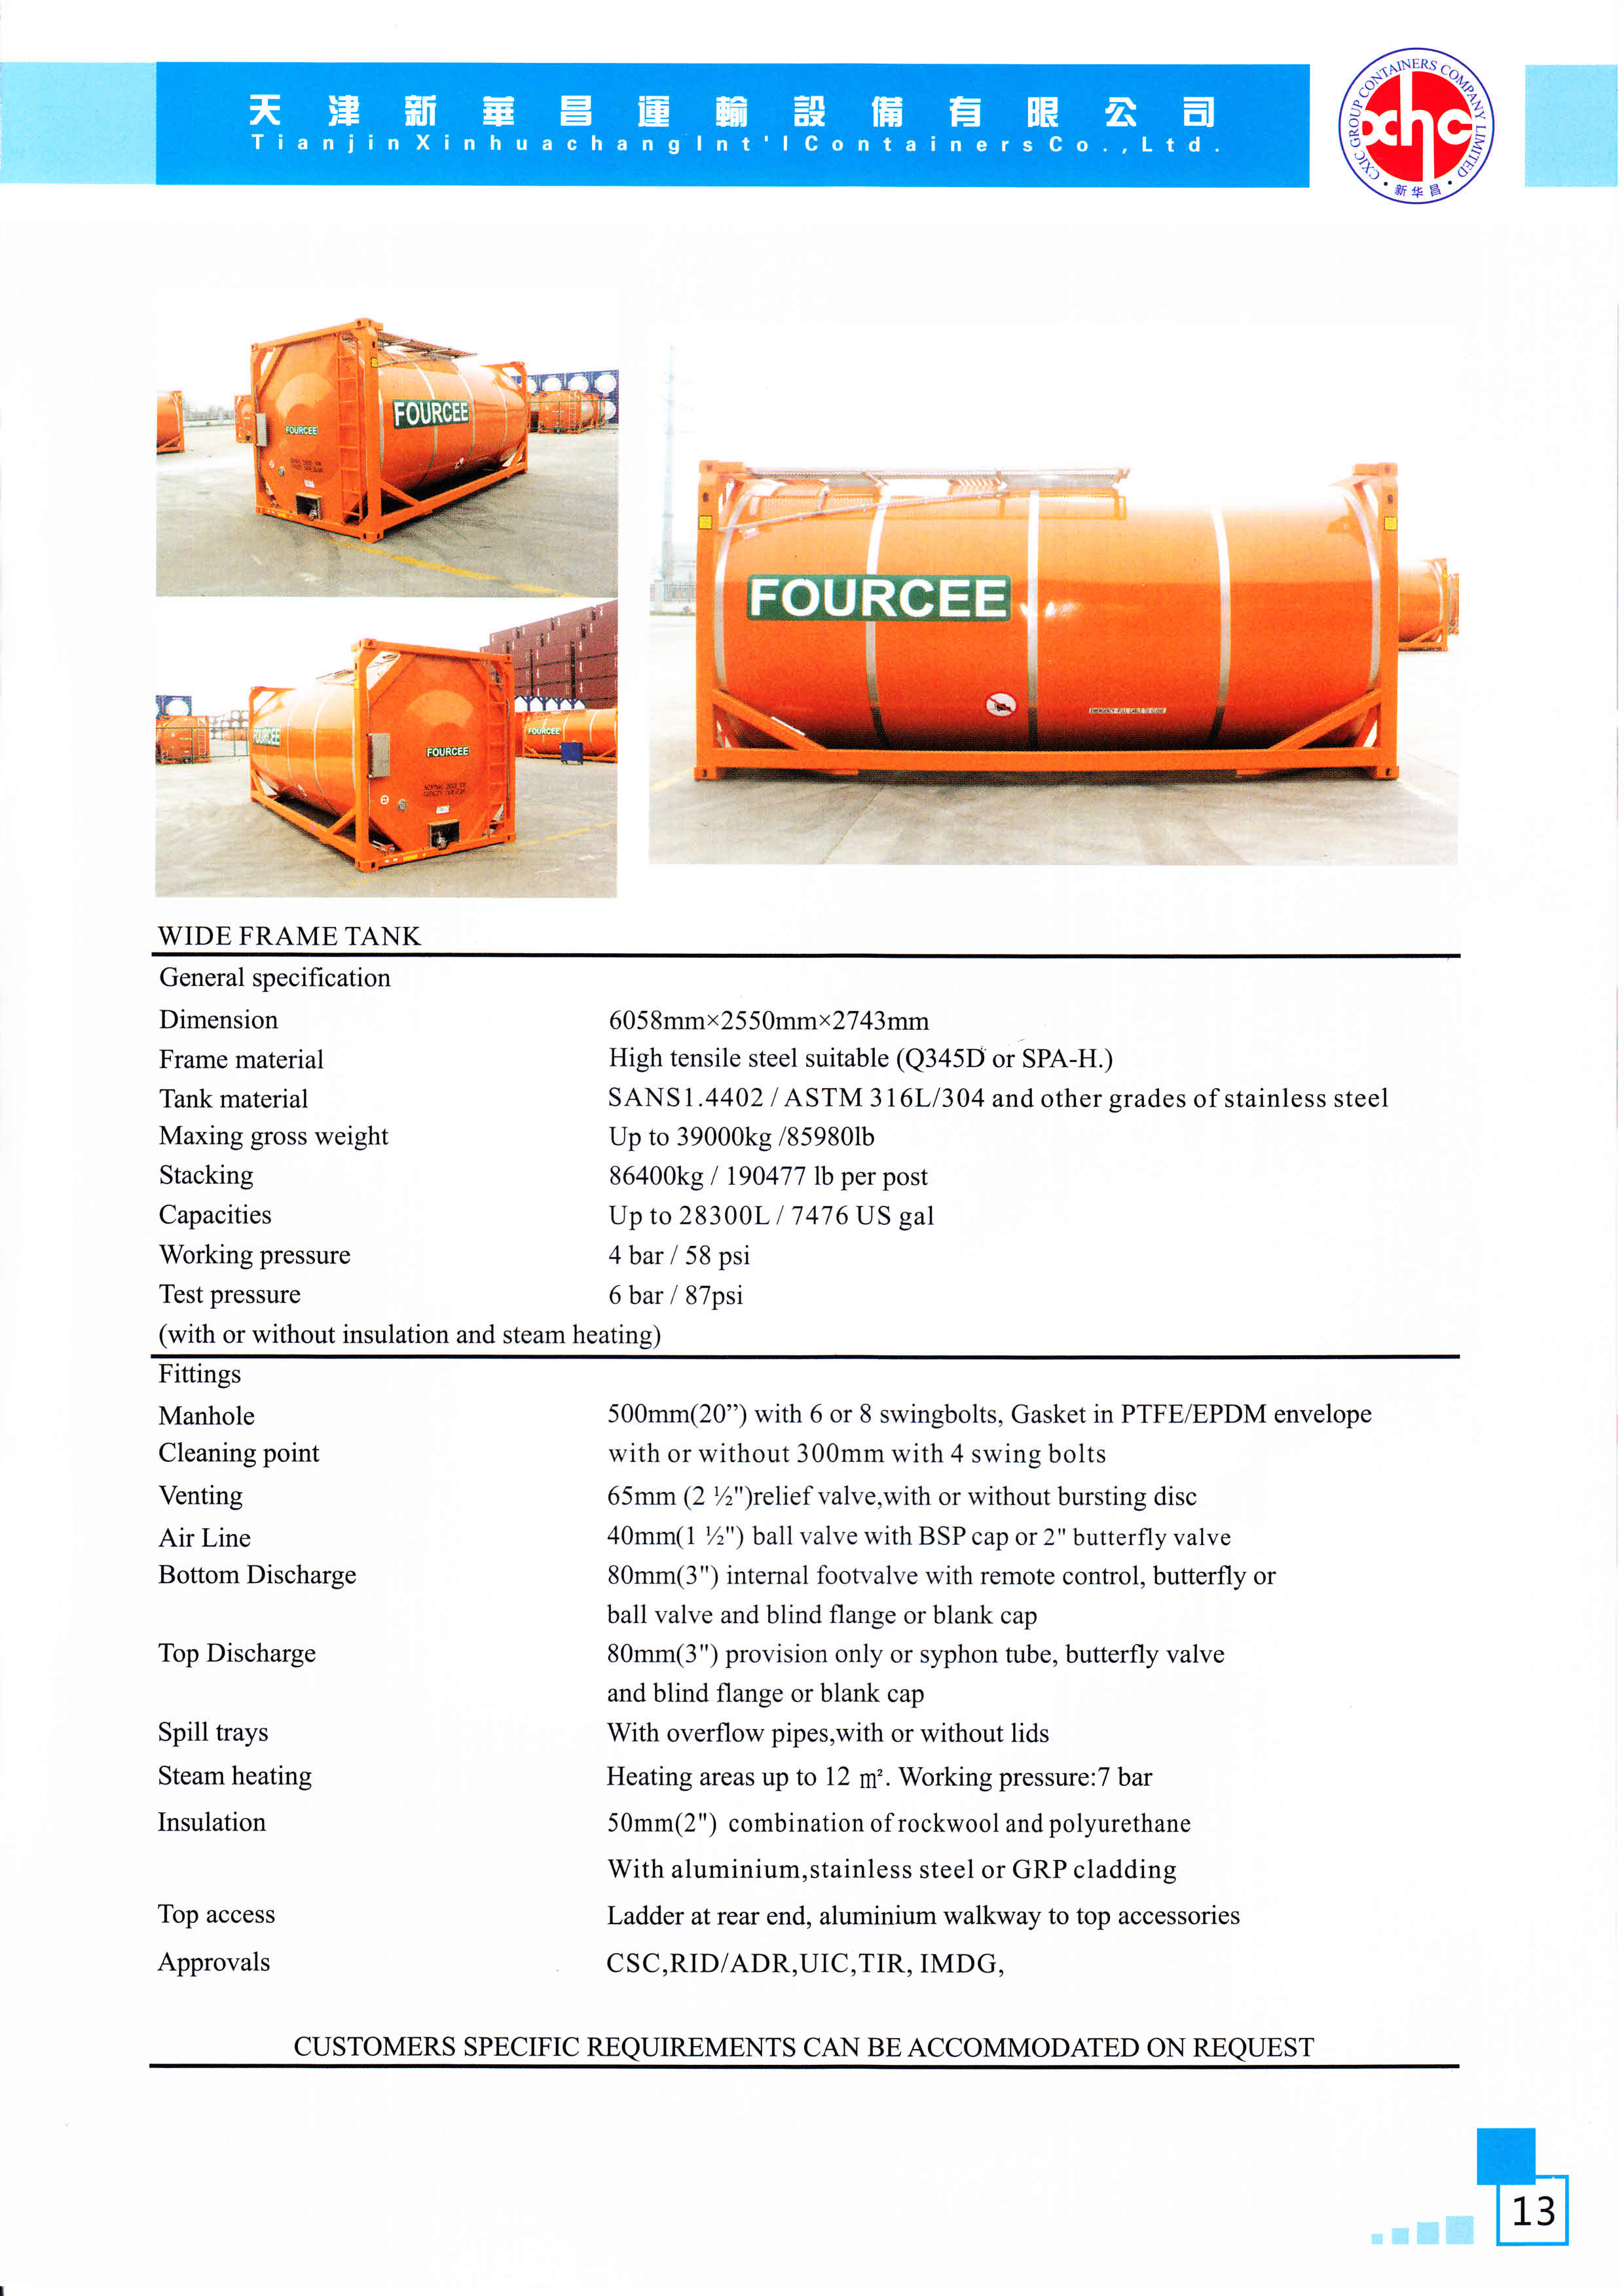 天津新華昌運輸設備有限公司
TianjinXinhuachangInt'lContainersCo.,Ltd.
CXIC GROUP CONTAINERS COMPANY LIMITED
xhc
·新华昌·
FOURCEE
FOURCEE
FOURCEE
EMERGENCY-PULL CABLE TO CLOSE
FOURCEE
FOURCEE
FOURCEE
WIDE FRAME TANK
General specification
Dimension 6058mm×2550mm×2743mm
Frame material High tensile steel suitable (Q345D or SPA-H.)
Tank material SANS1.4402 / ASTM 316L/304 and other grades of stainless steel
Maxing gross weight Up to 39000kg /85980lb
Stacking 86400kg / 190477 lb per post
Capacities Up to 28300L / 7476 US gal
Working pressure 4 bar / 58 psi
Test pressure 6 bar / 87psi
(with or without insulation and steam heating)
Fittings
Manhole 500mm(20”) with 6 or 8 swingbolts, Gasket in PTFE/EPDM envelope
Cleaning point with or without 300mm with 4 swing bolts
Venting 65mm (2 ½")relief valve,with or without bursting disc
Air Line 40mm(1 ½") ball valve with BSP cap or 2" butterfly valve
Bottom Discharge 80mm(3") internal footvalve with remote control, butterfly or
ball valve and blind flange or blank cap
Top Discharge 80mm(3") provision only or syphon tube, butterfly valve
and blind flange or blank cap
Spill trays With overflow pipes,with or without lids
Steam heating Heating areas up to 12 m². Working pressure:7 bar
Insulation 50mm(2") combination of rockwool and polyurethane
With aluminium,stainless steel or GRP cladding
Top access Ladder at rear end, aluminium walkway to top accessories
Approvals CSC,RID/ADR,UIC,TIR, IMDG,
CUSTOMERS SPECIFIC REQUIREMENTS CAN BE ACCOMMODATED ON REQUEST
13